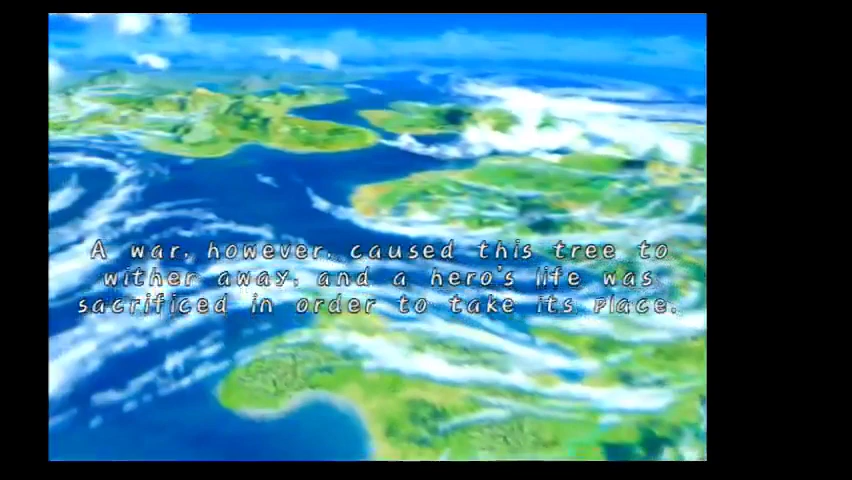 A war, however, caused this tree to
wither away, and a hero's life was
sacrificed in order to take its place.